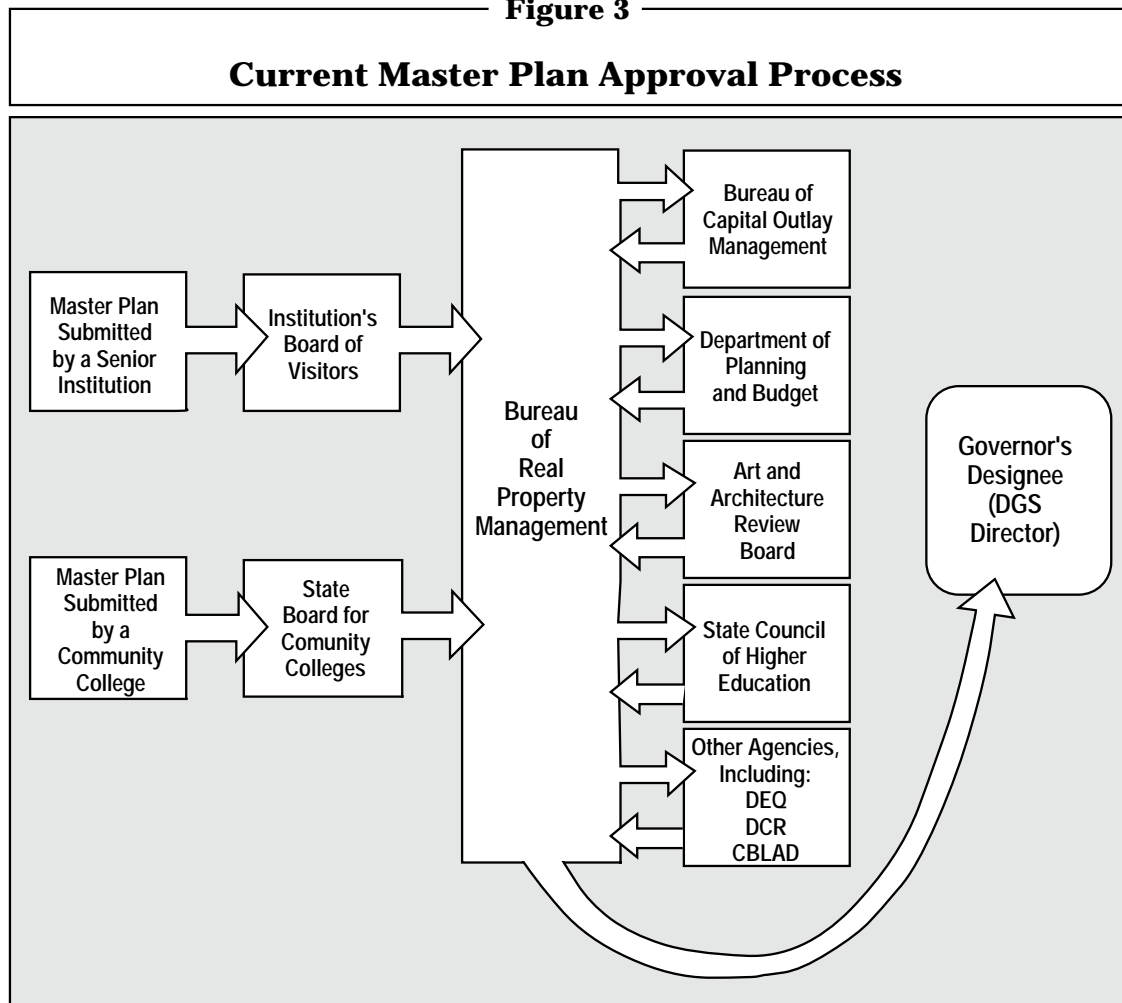 Figure 3
Current Master Plan Approval Process
Master Plan
Submitted
by a Senior
Institution
Institution's
Board of
Visitors
Master Plan
Submitted
by a
Community
College
State
Board for
Comunity
Colleges
Bureau
of
Real
Property
Management
Bureau of
Capital Outlay
Management
Department of
Planning
and Budget
Art and
Architecture
Review
Board
State Council
of Higher
Education
Other Agencies,
Including:
DEQ
DCR
CBLAD
Governor's
Designee
(DGS
Director)